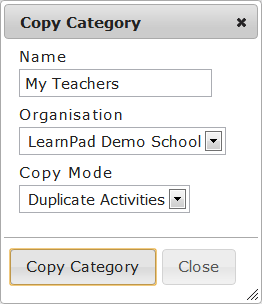 Copy Category
Name
My Teachers
Organisation
LearnPad Demo School
Copy Mode
Duplicate Activities
Copy Category Close